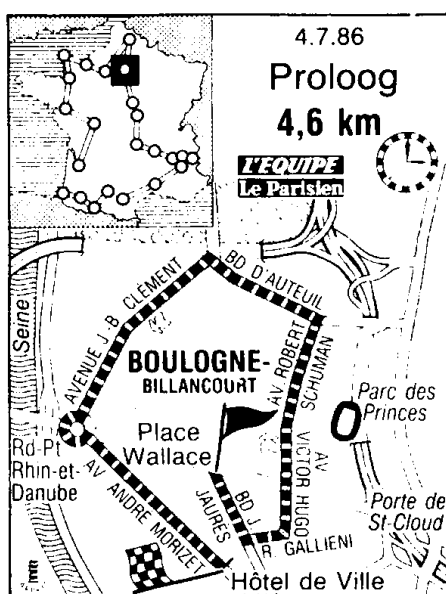 4.7.86
Proloog
4,6 km
L'EQUIPE
Le Parisien
Seine
AVENUE J-B CLÉMENT
BD D'AUTEUIL
BOULOGNE-
BILLANCOURT
AV ROBERT
SCHUMAN
Parc des
Princes
Place
Wallace
AV
VICTOR HUGO
Rd-Pt
Rhin-et-
Danube
AV ANDRE MORIZET
BD J
JAURÈS
R. GALLIENI
Porte de
St-Cloud
Hôtel de Ville